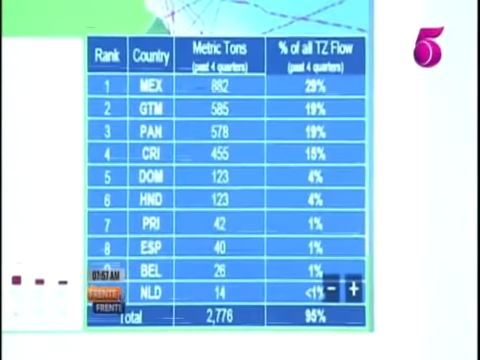 5
Rank Country Metric Tons (past 4 quarters) % of all TZ Flow (past 4 quarters)
1 MEX 882 29%
2 GTM 585 19%
3 PAN 578 19%
4 CRI 455 15%
5 DOM 123 4%
6 HND 123 4%
7 PRI 42 1%
8 ESP 40 1%
BEL 26 1%
NLD 14 <1%
Total 2,776 95%
07:57 AM
FRENTE
FRENTE
− +